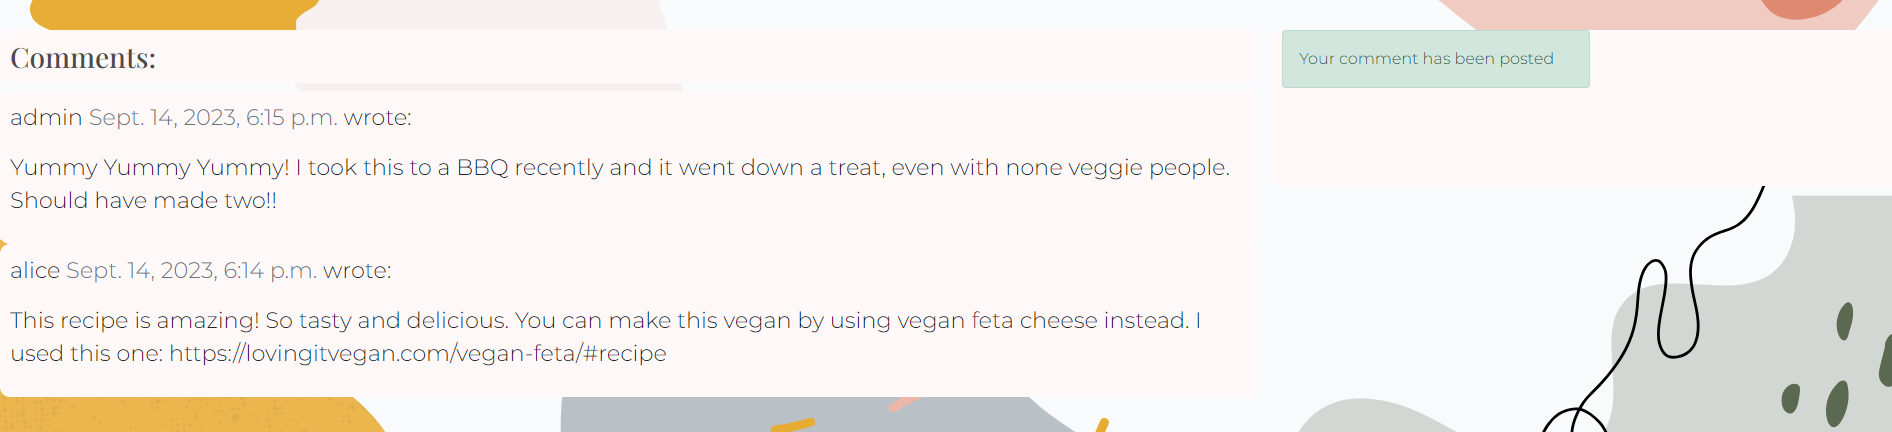 Comments:
Your comment has been posted
admin Sept. 14, 2023, 6:15 p.m. wrote:
Yummy Yummy Yummy! I took this to a BBQ recently and it went down a treat, even with none veggie people.
Should have made two!!
alice Sept. 14, 2023, 6:14 p.m. wrote:
This recipe is amazing! So tasty and delicious. You can make this vegan by using vegan feta cheese instead. I
used this one: https://lovingitvegan.com/vegan-feta/#recipe